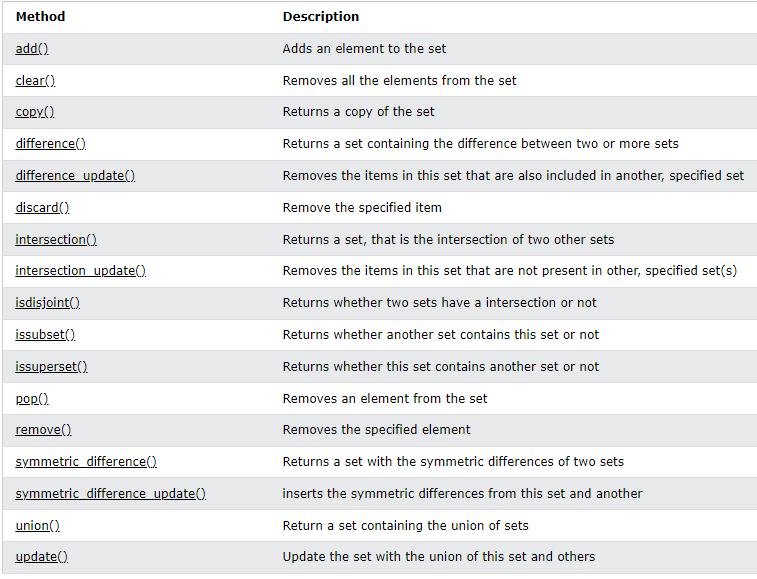 Method Description
add() Adds an element to the set
clear() Removes all the elements from the set
copy() Returns a copy of the set
difference() Returns a set containing the difference between two or more sets
difference_update() Removes the items in this set that are also included in another, specified set
discard() Remove the specified item
intersection() Returns a set, that is the intersection of two other sets
intersection_update() Removes the items in this set that are not present in other, specified set(s)
isdisjoint() Returns whether two sets have a intersection or not
issubset() Returns whether another set contains this set or not
issuperset() Returns whether this set contains another set or not
pop() Removes an element from the set
remove() Removes the specified element
symmetric_difference() Returns a set with the symmetric differences of two sets
symmetric_difference_update() inserts the symmetric differences from this set and another
union() Return a set containing the union of sets
update() Update the set with the union of this set and others